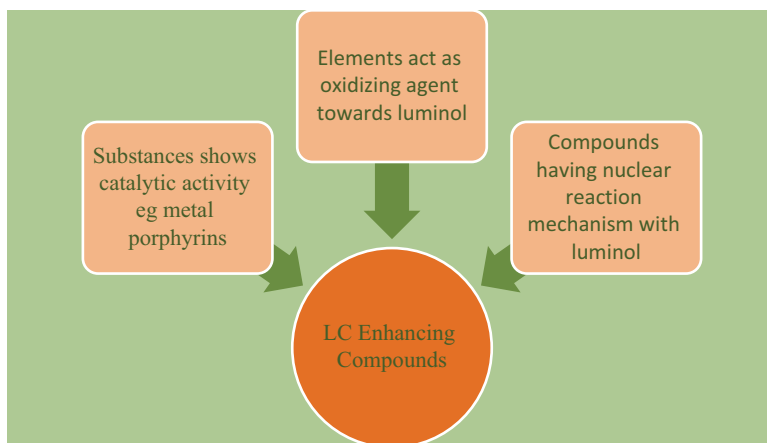 Elements act as
oxidizing agent
towards luminol
Substances shows
catalytic activity
eg metal
porphyrins
Compounds
having nuclear
reaction
mechanism with
luminol
LC Enhancing
Compounds